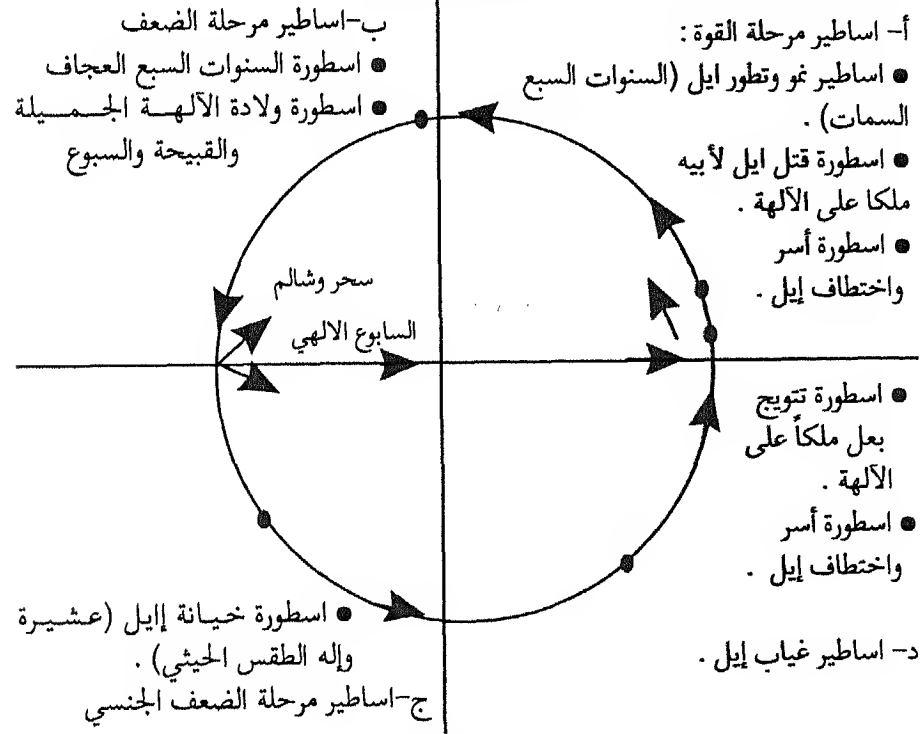 أ- اساطير مرحلة القوة :
● اساطير نمو وتطور ايل (السنوات السبع
السمات) .
● اسطورة قتل ايل لأبيه
ملكا على الآلهة .
● اسطورة أسر
واختطاف إيل .
ب-اساطير مرحلة الضعف
● اسطورة السنوات السبع العجاف
● اسطورة ولادة الآلهة الجميلة
والقبيحة والسبوع
سحر وشالم
السابوع الالهي
● اسطورة تتويج
بعل ملكاً على
الآلهة .
● اسطورة أسر
واختطاف إيل .
د- اساطير غياب إيل .
● اسطورة خيانة إايل (عشيرة
وإله الطقس الحيثي) .
ج-اساطير مرحلة الضعف الجنسي